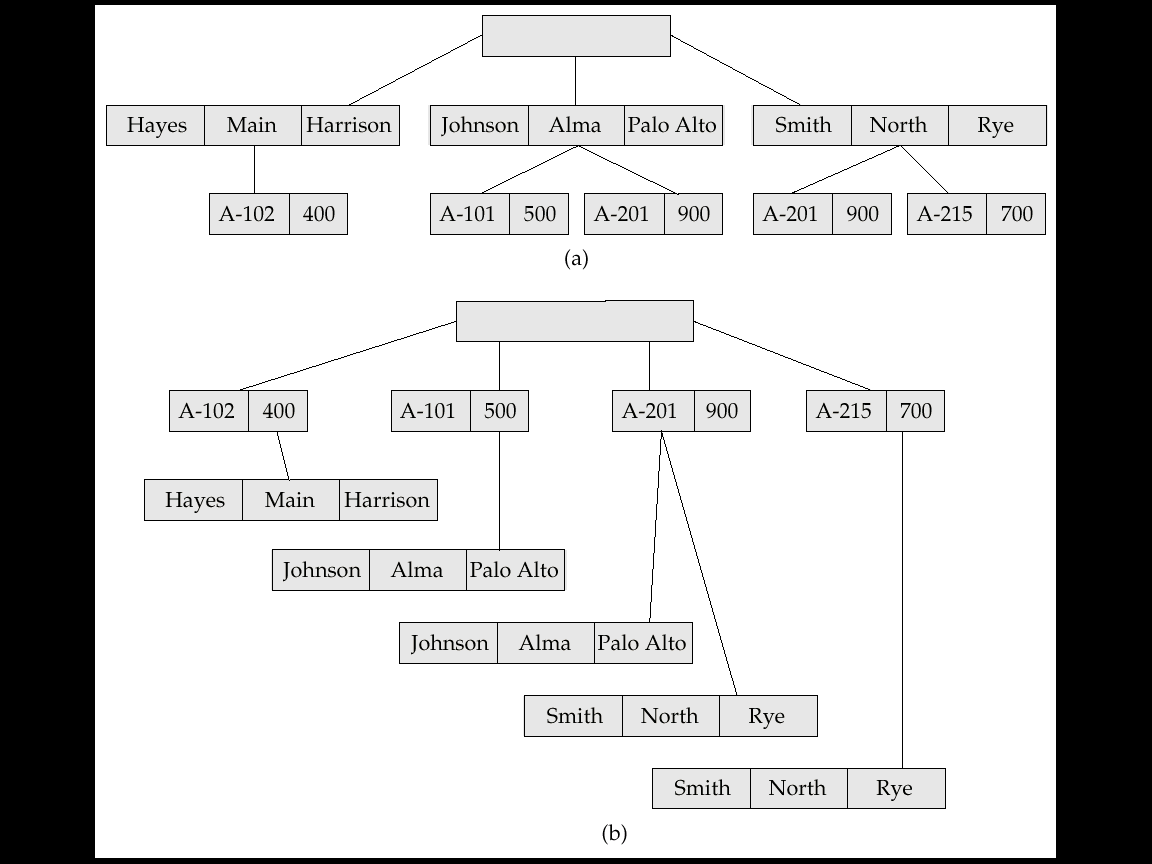 Hayes Main Harrison Johnson Alma Palo Alto Smith North Rye
A-102 400 A-101 500 A-201 900 A-201 900 A-215 700
(a)
A-102 400 A-101 500 A-201 900 A-215 700
Hayes Main Harrison
Johnson Alma Palo Alto
Johnson Alma Palo Alto
Smith North Rye
Smith North Rye
(b)